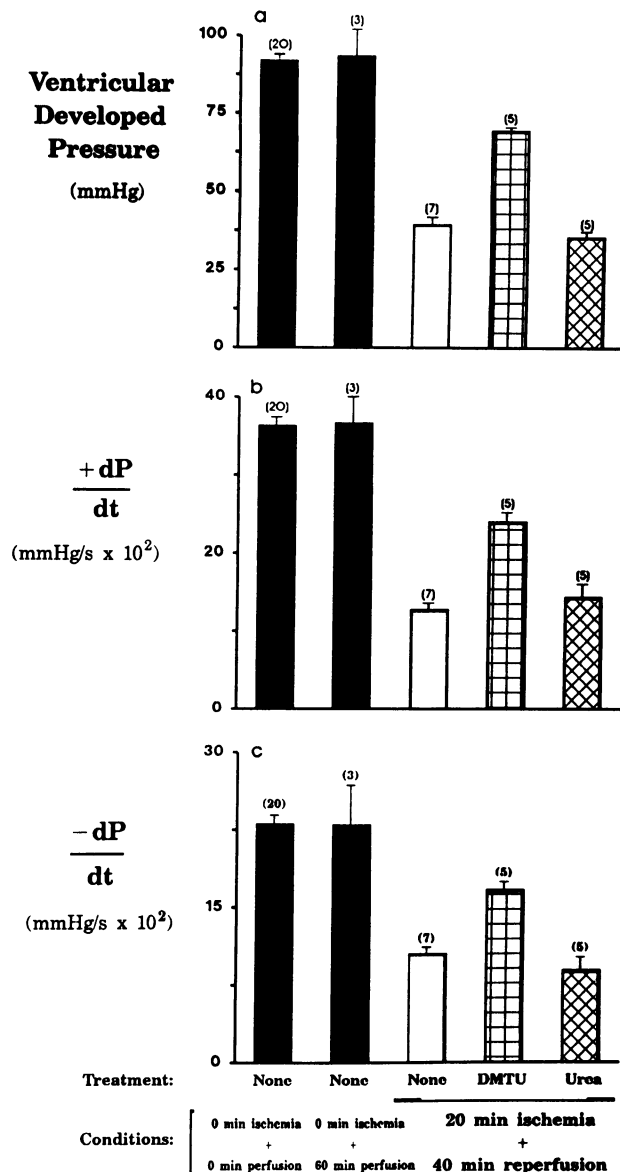 a
Ventricular
Developed
Pressure
(mmHg)
100
75
50
25
0
(20)
(3)
(7)
(5)
(5)
b
+dP
dt
(mmHg/s x 10²)
40
20
0
(20)
(3)
(7)
(5)
(5)
c
−dP
dt
(mmHg/s x 10²)
30
15
0
(20)
(3)
(7)
(5)
(5)
Treatment: None None None DMTU Urea
Conditions:
0 min ischemia
+
0 min perfusion
0 min ischemia
+
60 min perfusion
20 min ischemia
+
40 min reperfusion